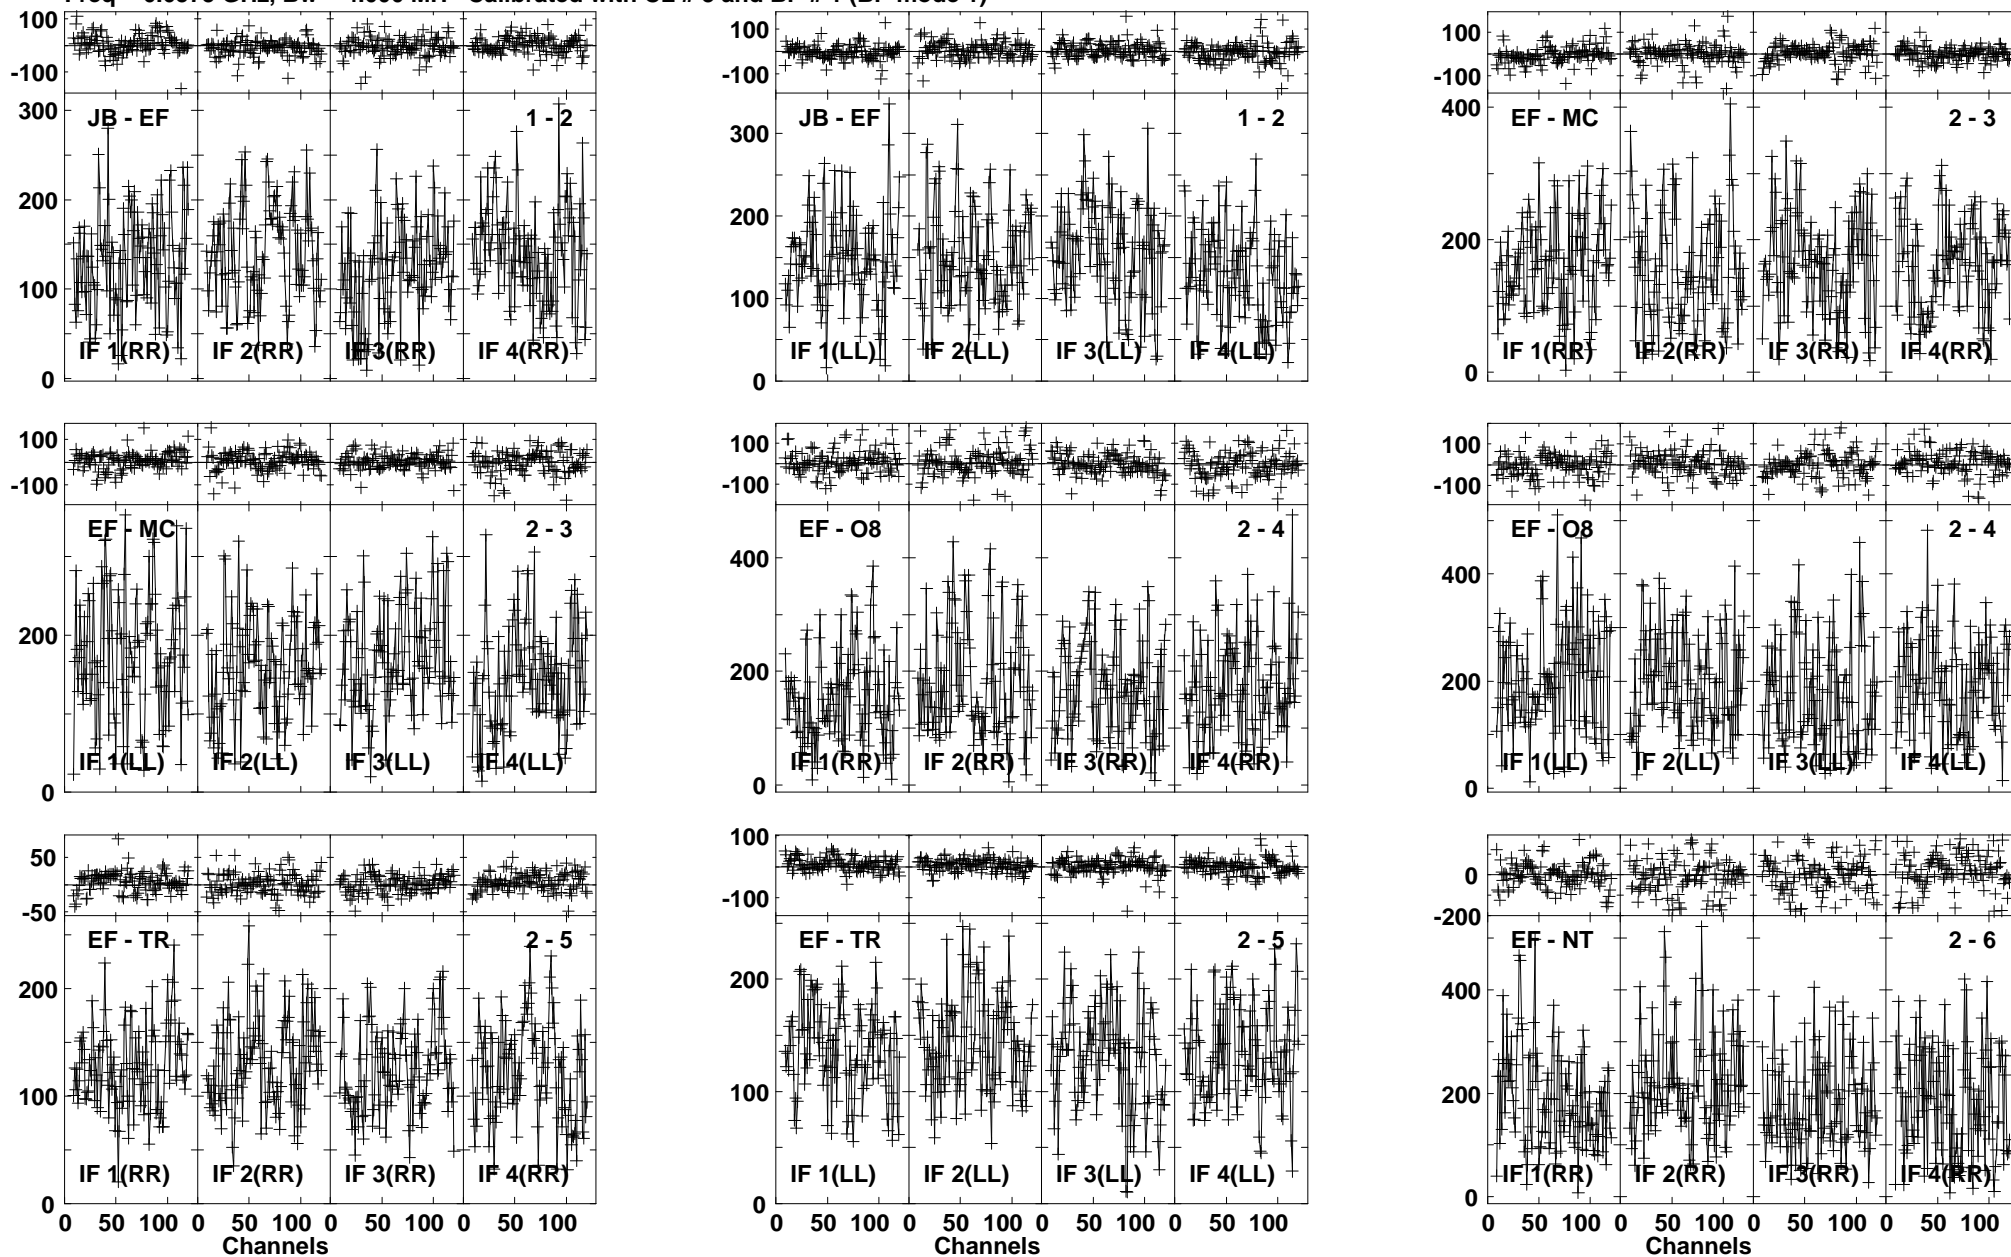 100
-100
300
200
100
0
JB - EF
1 - 2
IF 1(RR)
IF 2(RR)
IF 3(RR)
IF 4(RR)
100
-100
300
200
100
0
JB - EF
1 - 2
IF 1(LL)
IF 2(LL)
IF 3(LL)
IF 4(LL)
100
-100
400
200
0
EF - MC
2 - 3
IF 1(RR)
IF 2(RR)
IF 3(RR)
IF 4(RR)
100
-100
200
0
EF - MC
2 - 3
IF 1(LL)
IF 2(LL)
IF 3(LL)
IF 4(LL)
100
-100
400
200
0
EF - O8
2 - 4
IF 1(RR)
IF 2(RR)
IF 3(RR)
IF 4(RR)
100
-100
400
200
0
EF - O8
2 - 4
IF 1(LL)
IF 2(LL)
IF 3(LL)
IF 4(LL)
50
-50
200
100
0
EF - TR
2 - 5
IF 1(RR)
IF 2(RR)
IF 3(RR)
IF 4(RR)
0 50 100 0 50 100 0 50 100 0 50 100
Channels
100
-100
200
100
0
EF - TR
2 - 5
IF 1(LL)
IF 2(LL)
IF 3(LL)
IF 4(LL)
0 50 100 0 50 100 0 50 100 0 50 100
Channels
0
-200
400
200
0
EF - NT
2 - 6
IF 1(RR)
IF 2(RR)
IF 3(RR)
IF 4(RR)
0 50 100 0 50 100 0 50 100 0 50 100
Channels